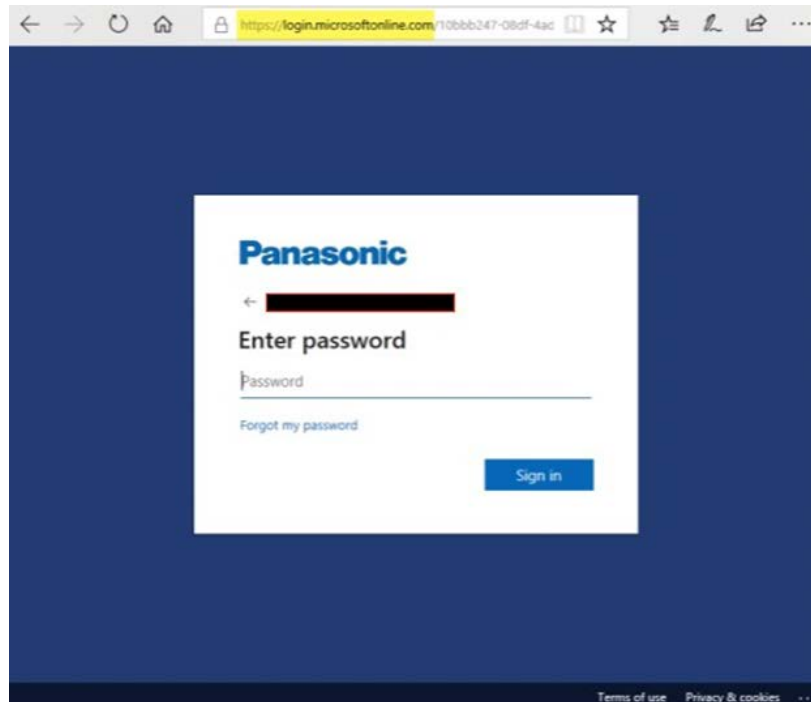 https://login.microsoftonline.com/10bbb247-08df-4ac
Panasonic
Enter password
Password
Forgot my password
Sign in
Terms of use Privacy & cookies